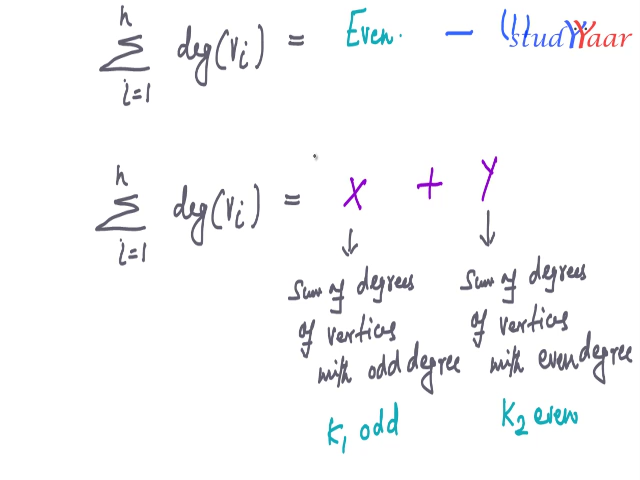 n
∑ deg(vi) = Even. — (1)
i=1
studYYaar
n
∑ deg(vi) = X + Y
i=1
↓ ↓
Sum of degrees
of vertices
with odd degree
K1 odd
Sum of degrees
of vertices
with even degree
K2 even